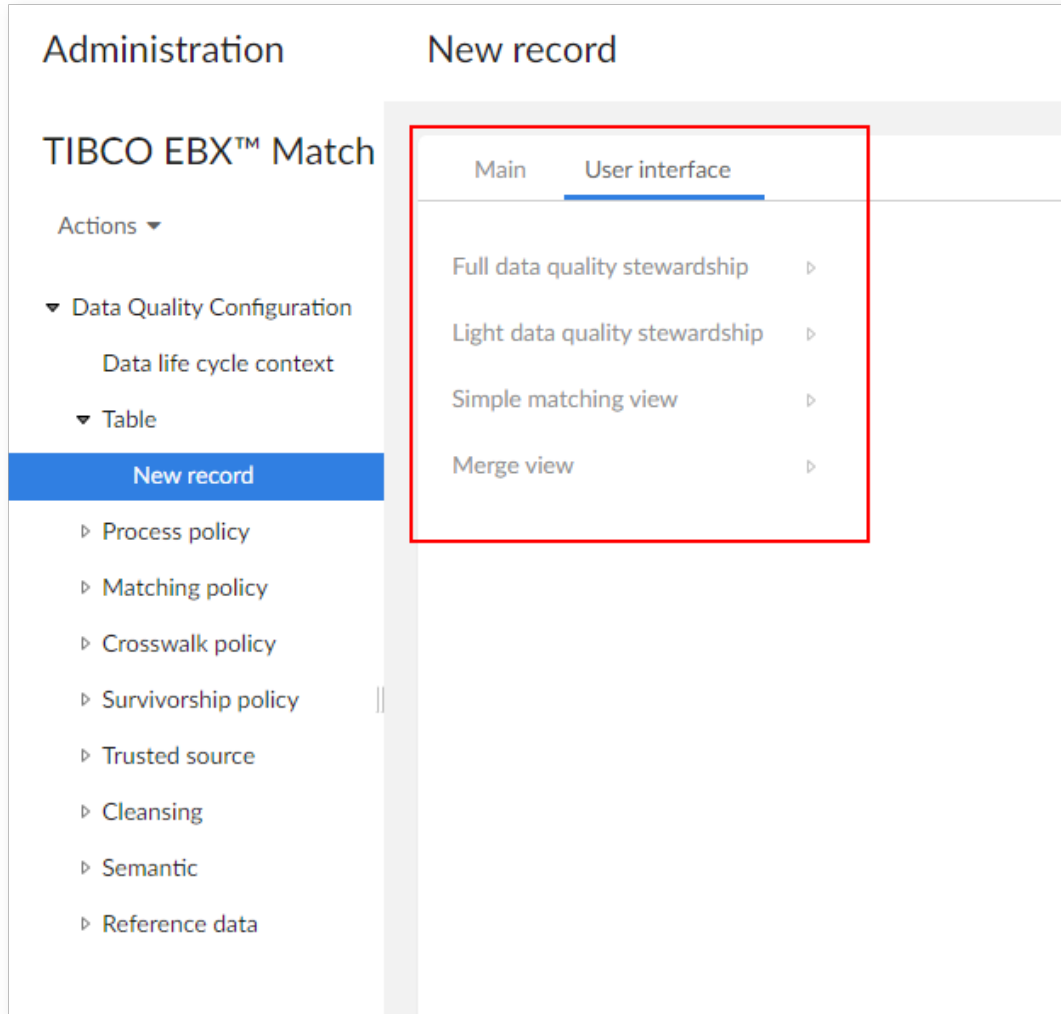 Administration
New record
TIBCO EBX™ Match
Actions
Data Quality Configuration
Data life cycle context
Table
New record
Process policy
Matching policy
Crosswalk policy
Survivorship policy
Trusted source
Cleansing
Semantic
Reference data
Main
User interface
Full data quality stewardship
Light data quality stewardship
Simple matching view
Merge view